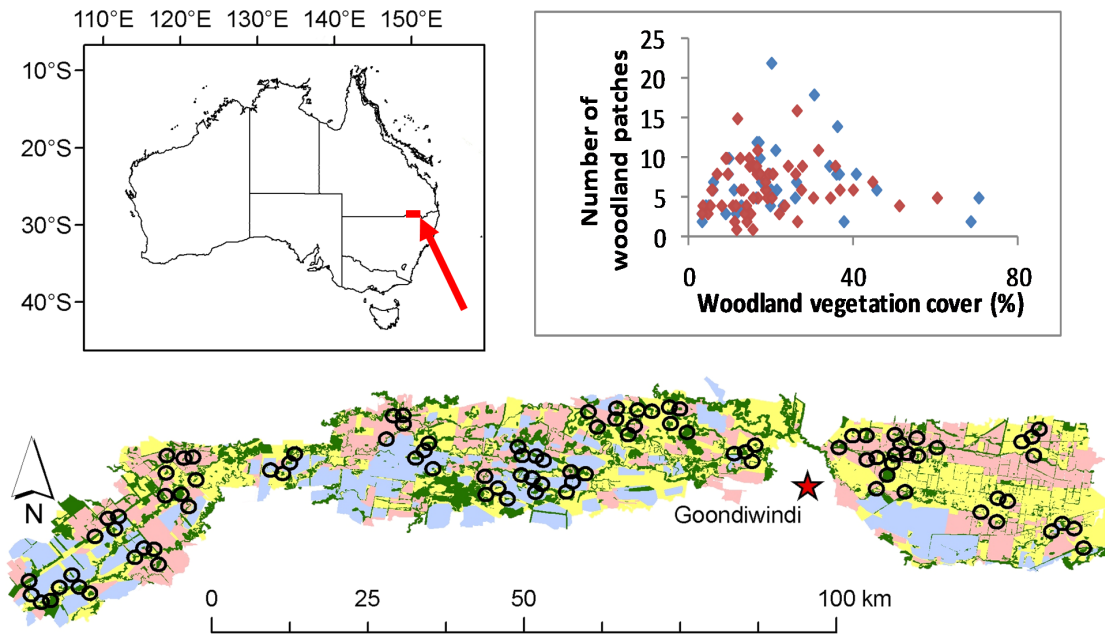 110°E 120°E 130°E 140°E 150°E
10°S
20°S
30°S
40°S
Number of
woodland patches
25
20
15
10
5
0
0 40 80
Woodland vegetation cover (%)
N
Goondiwindi
0 25 50 100 km